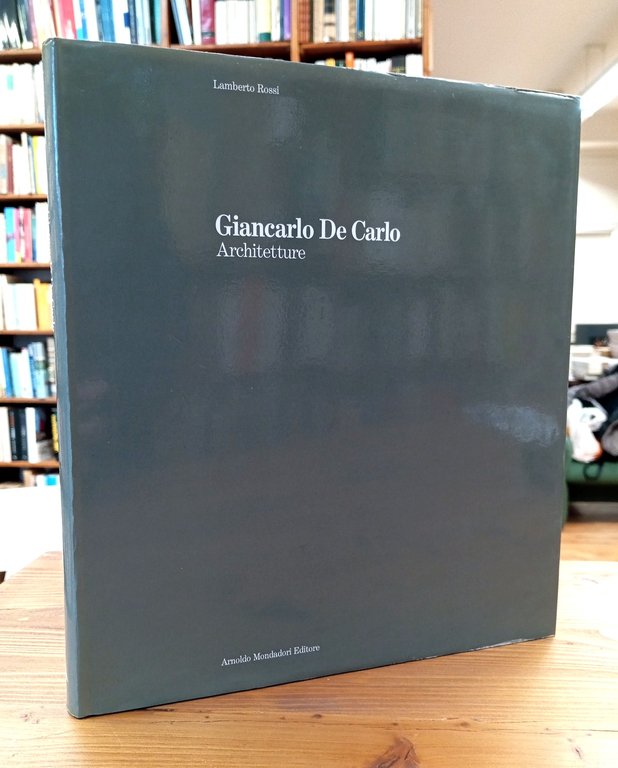 Lamberto Rossi
Giancarlo De Carlo
Architetture
Arnoldo Mondadori Editore